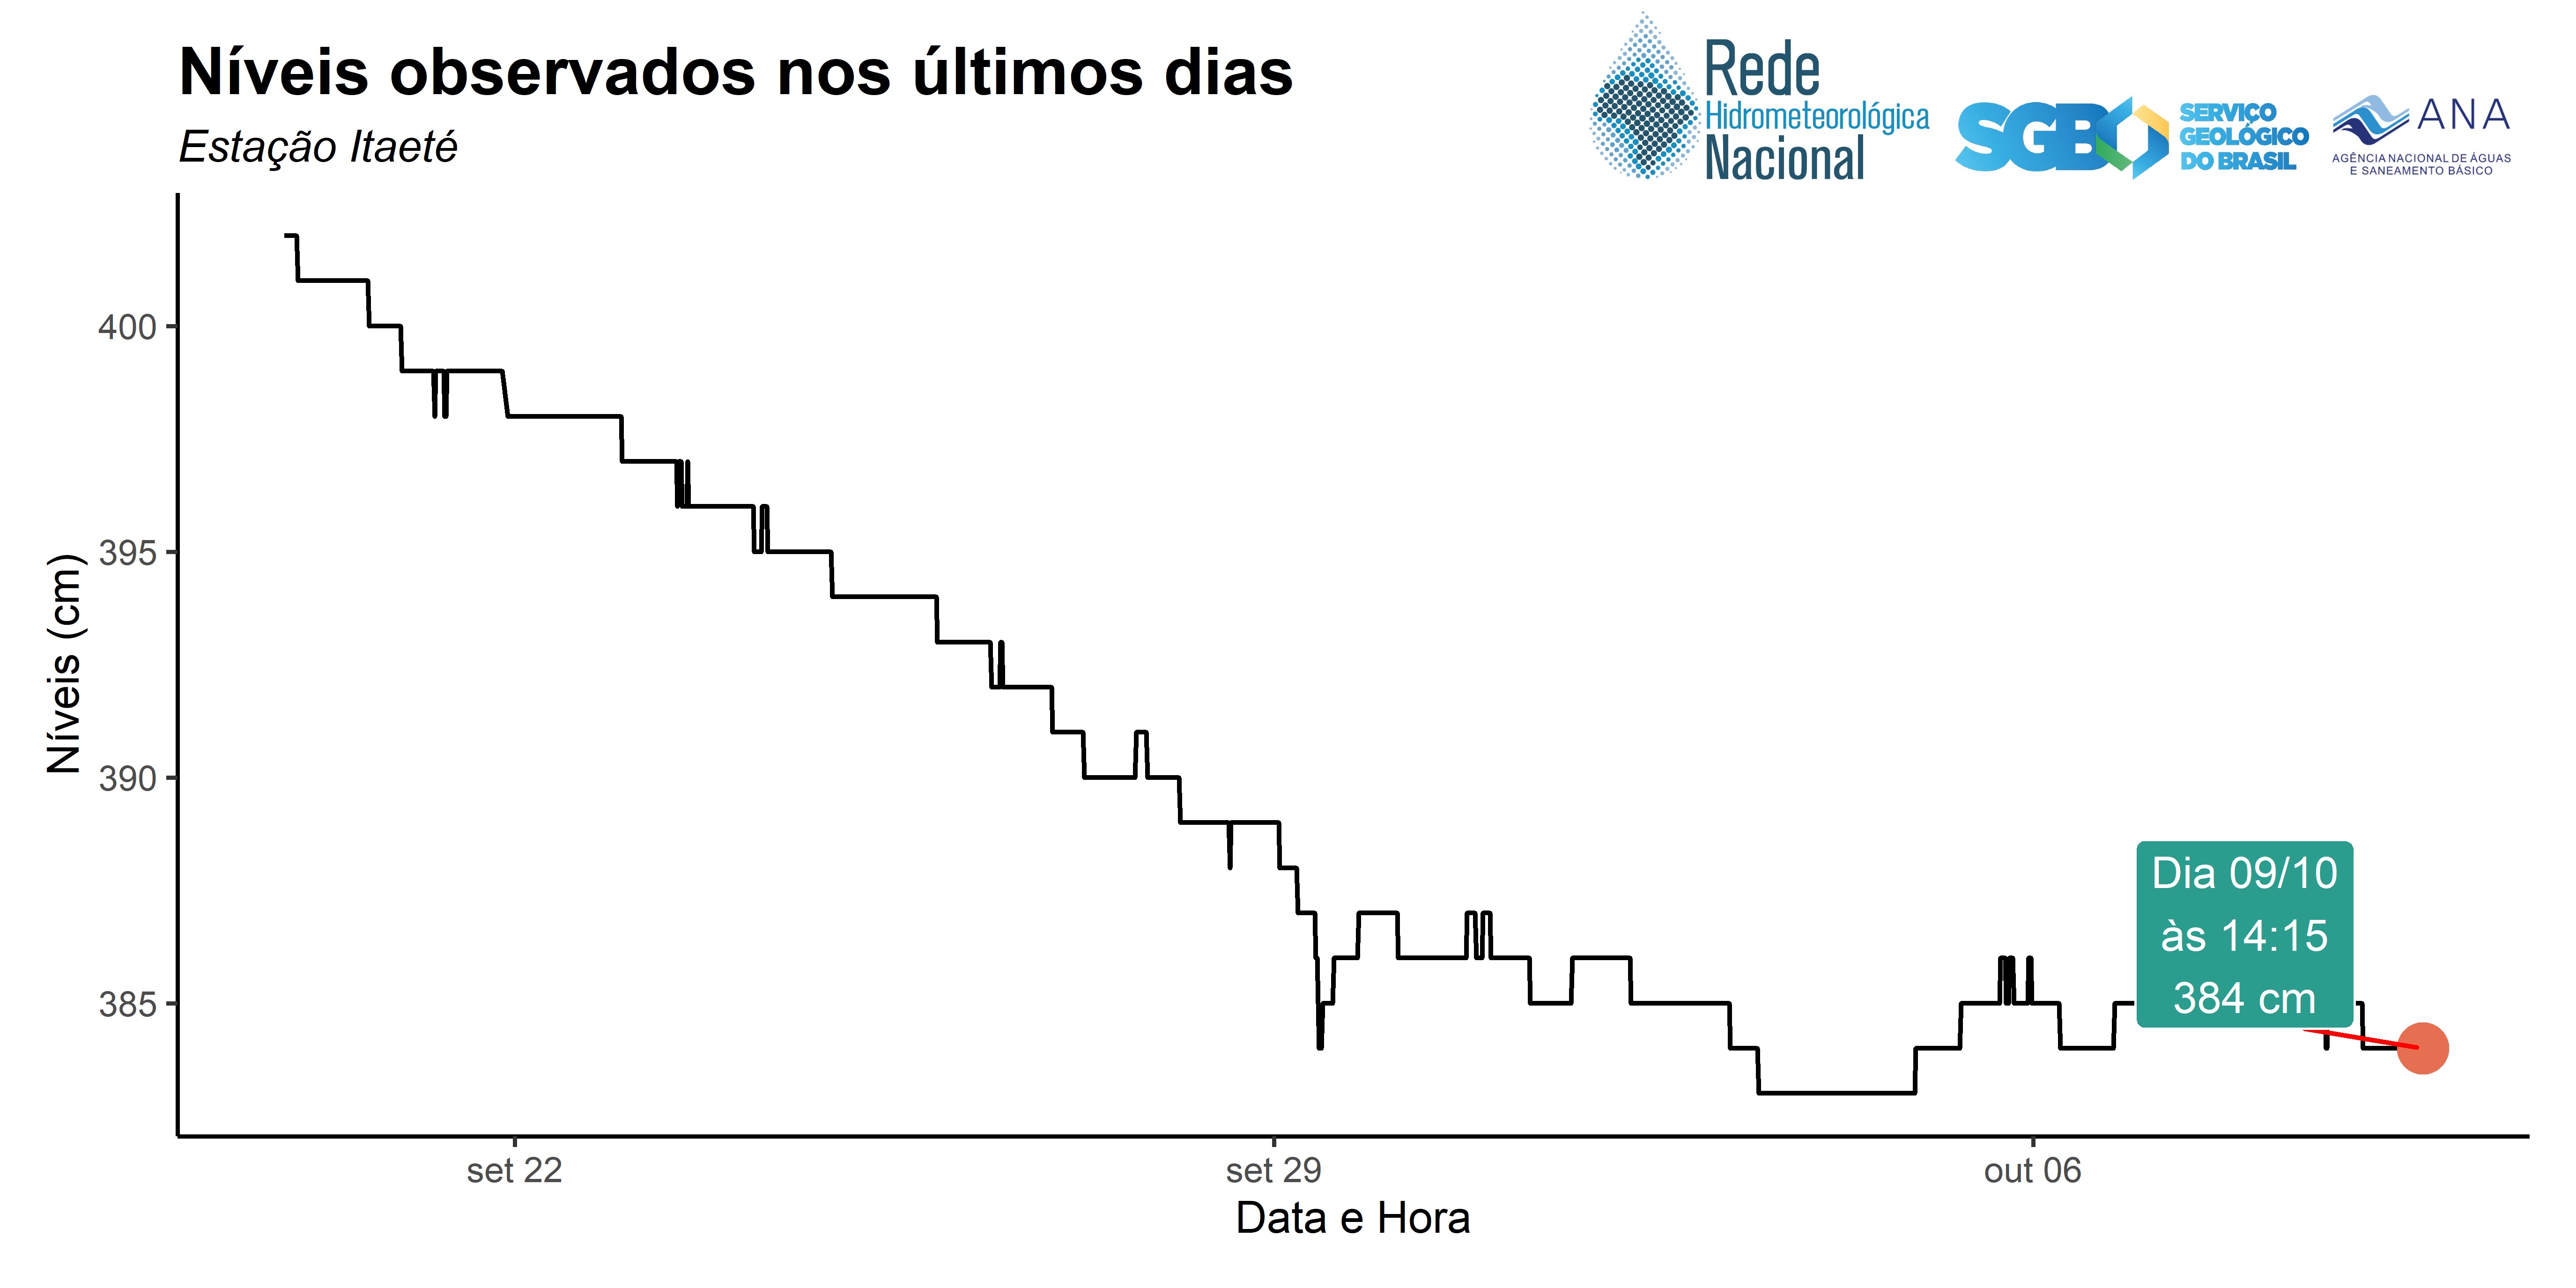 Níveis observados nos últimos dias
Estação Itaeté
Rede
Hidrometeorológica
Nacional
SGB
SERVIÇO
GEOLÓGICO
DO BRASIL
ANA
AGÊNCIA NACIONAL DE ÁGUAS
E SANEAMENTO BÁSICO
Níveis (cm)
400
395
390
385
Dia 09/10
às 14:15
384 cm
set 22
set 29
out 06
Data e Hora